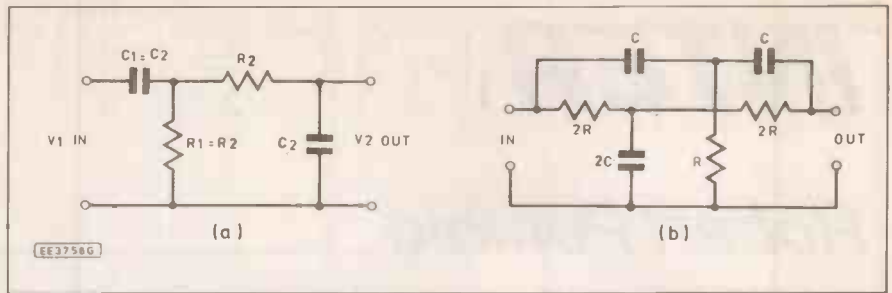 C1 = C2
R2
V1 IN
R1 = R2
C2
V2 OUT
(a)
C
C
2R
2R
IN
2C
R
OUT
(b)
EE3758G